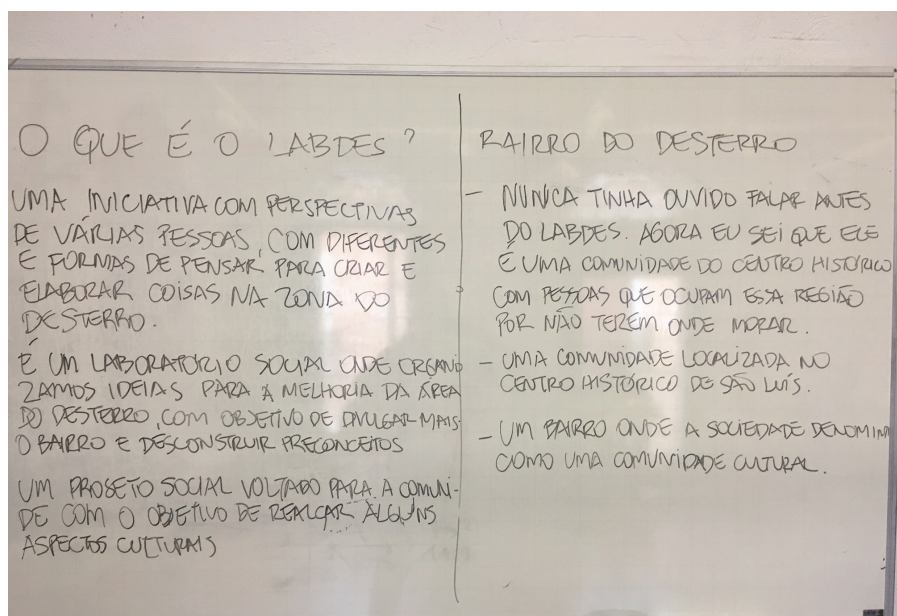 O QUE É O LABDES?
UMA INICIATIVA COM PERSPECTIVAS
DE VÁRIAS PESSOAS, COM DIFERENTES
E FORMAS DE PENSAR, PARA CRIAR E
ELABORAR COISAS NA ZONA DO
DESTERRO.
É UM LABORATÓRIO SOCIAL ONDE ORGANI
ZAMOS IDEIAS PARA A MELHORIA DA ÁREA
DO DESTERRO, COM OBJETIVO DE DIVULGAR MAIS
O BAIRRO E DESCONSTRUIR PRECONCEITOS
UM PROJETO SOCIAL VOLTADO PARA A COMUNI-
DE COM O OBJETIVO DE REALÇAR ALGUNS
ASPECTOS CULTURAIS
BAIRRO DO DESTERRO
- NUNCA TINHA OUVIDO FALAR ANTES
DO LABDES. AGORA EU SEI QUE ELE
É UMA COMUNIDADE DO CENTRO HISTÓRICO
COM PESSOAS QUE OCUPAM ESSA REGIÃO
POR NÃO TEREM ONDE MORAR.
- UMA COMUNIDADE LOCALIZADA NO
CENTRO HISTÓRICO DE SÃO LUÍS.
- UM BAIRRO ONDE A SOCIEDADE DENOMINA
COMO UMA COMUNIDADE CULTURAL.